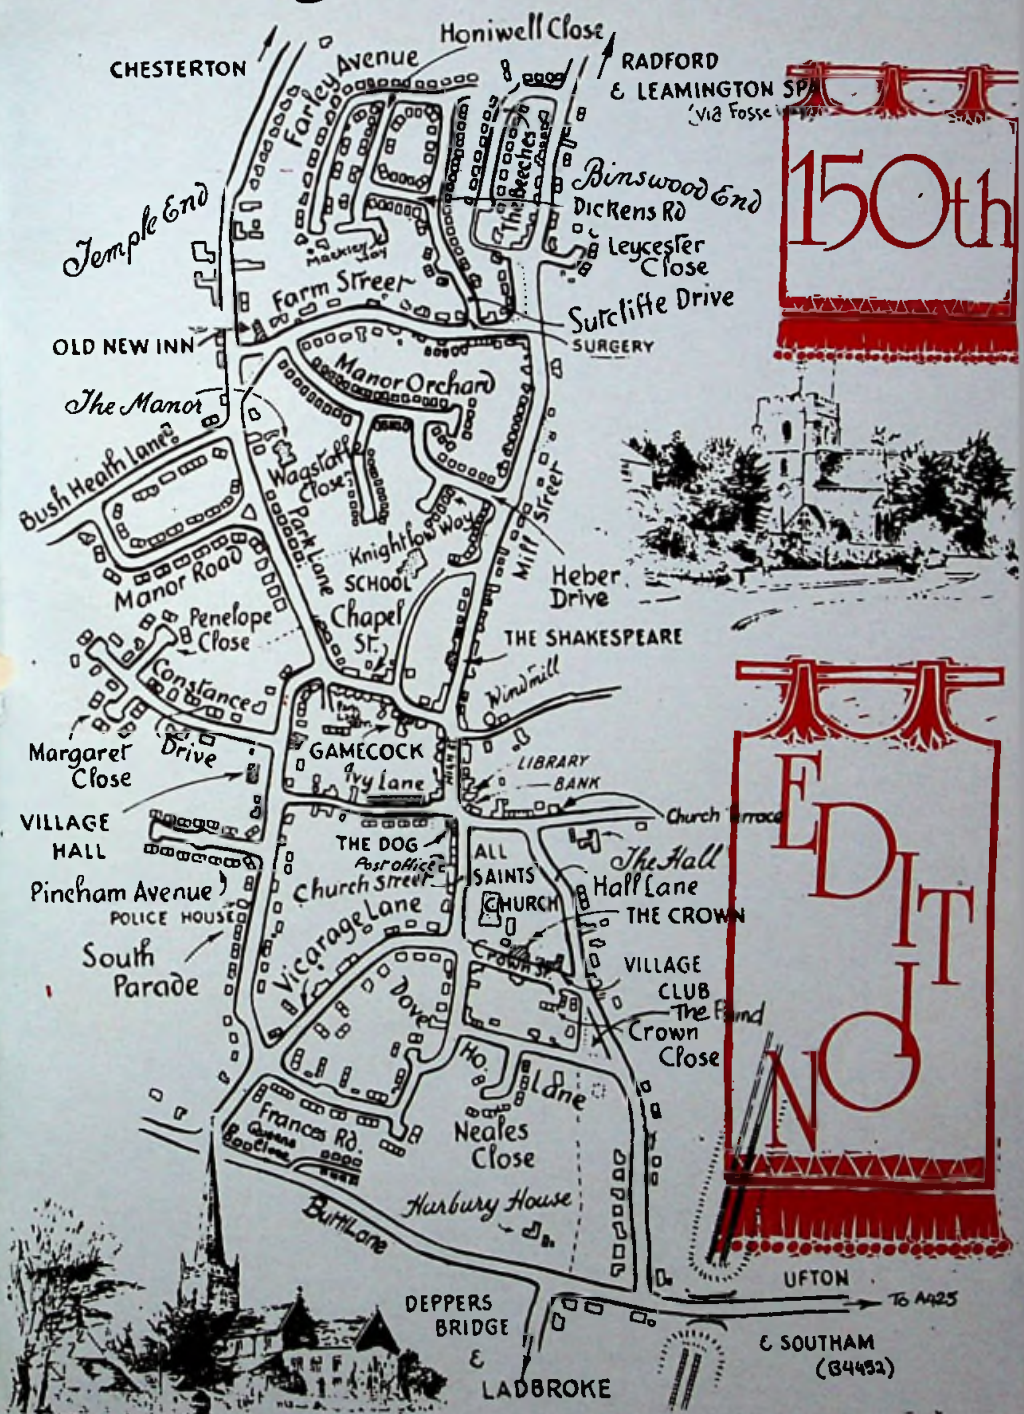 Honiwell Close
CHESTERTON
Farley Avenue
RADFORD
& LEAMINGTON SPA
(via Fosse
150th
The Beeches
Binswood End
Dickens Rd
Leycester
Close
Temple End
Mackley
Way
Farm Street
Sutcliffe Drive
OLD NEW INN
SURGERY
Manor Orchard
The Manor
Bush Heath Lane
Wagstaffe
Close
Park Lane
Knightlow Way
SCHOOL
Mill Street
Heber
Drive
Manor Road
Penelope
Close
Chapel
St.
THE SHAKESPEARE
Constance
Drive
Windmill
Margaret
Close
GAMECOCK
Ivy Lane
HIGH ST
LIBRARY
BANK
VILLAGE
HALL
Church Terrace
THE DOG
Post office
Church Street
ALL
SAINTS
CHURCH
The Hall
Hall Lane
THE CROWN
Pincham Avenue
POLICE HOUSE
South
Parade
Vicarage Lane
Crown St.
VILLAGE
CLUB
The Pound
Crown
Close
Dove
Ho.
Lane
EDITION
Frances Rd.
Queens
Close
Neales
Close
Harbury House
Butt Lane
UFTON
To A425
DEPPERS
BRIDGE
&
LADBROKE
& SOUTHAM
(B4452)